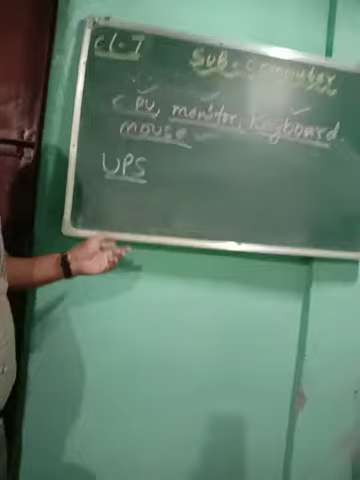 cl-7
Sub-Computer
CPU, monitor, Keyboard.
mouse
UPS